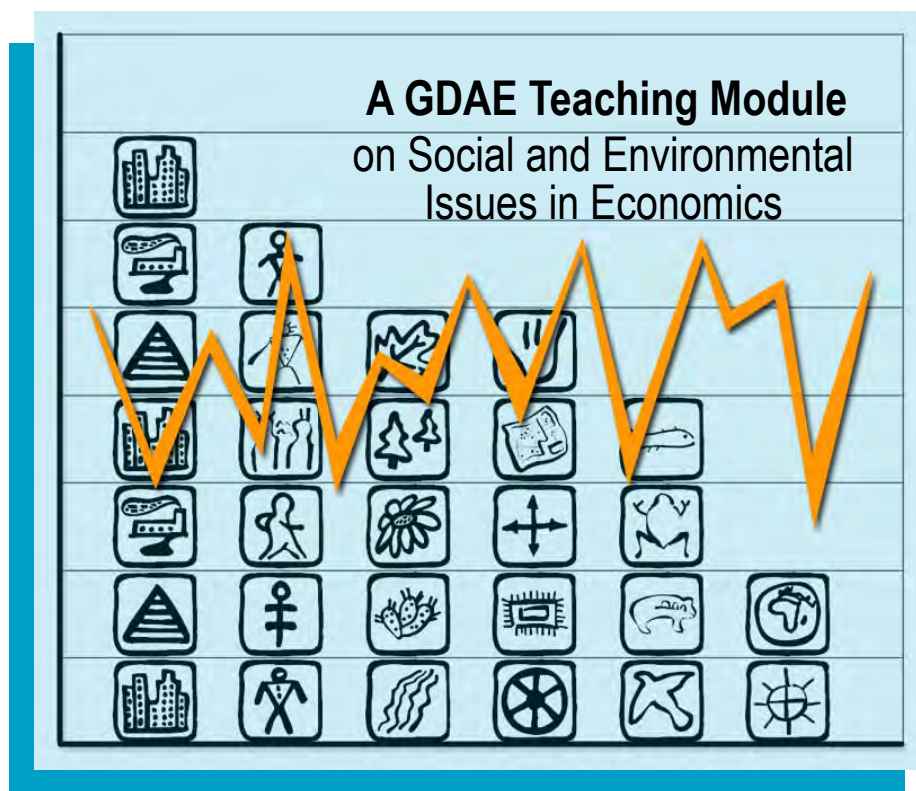 A GDAE Teaching Module
on Social and Environmental
Issues in Economics